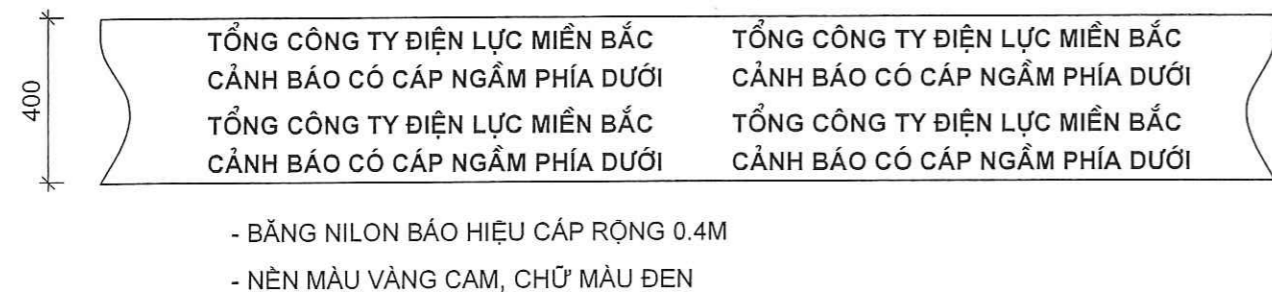 TỔNG CÔNG TY ĐIỆN LỰC MIỀN BẮC TỔNG CÔNG TY ĐIỆN LỰC MIỀN BẮC
CẢNH BÁO CÓ CÁP NGẦM PHÍA DƯỚI CẢNH BÁO CÓ CÁP NGẦM PHÍA DƯỚI
TỔNG CÔNG TY ĐIỆN LỰC MIỀN BẮC TỔNG CÔNG TY ĐIỆN LỰC MIỀN BẮC
CẢNH BÁO CÓ CÁP NGẦM PHÍA DƯỚI CẢNH BÁO CÓ CÁP NGẦM PHÍA DƯỚI
400
- BĂNG NILON BÁO HIỆU CÁP RỘNG 0.4M
- NỀN MÀU VÀNG CAM, CHỮ MÀU ĐEN